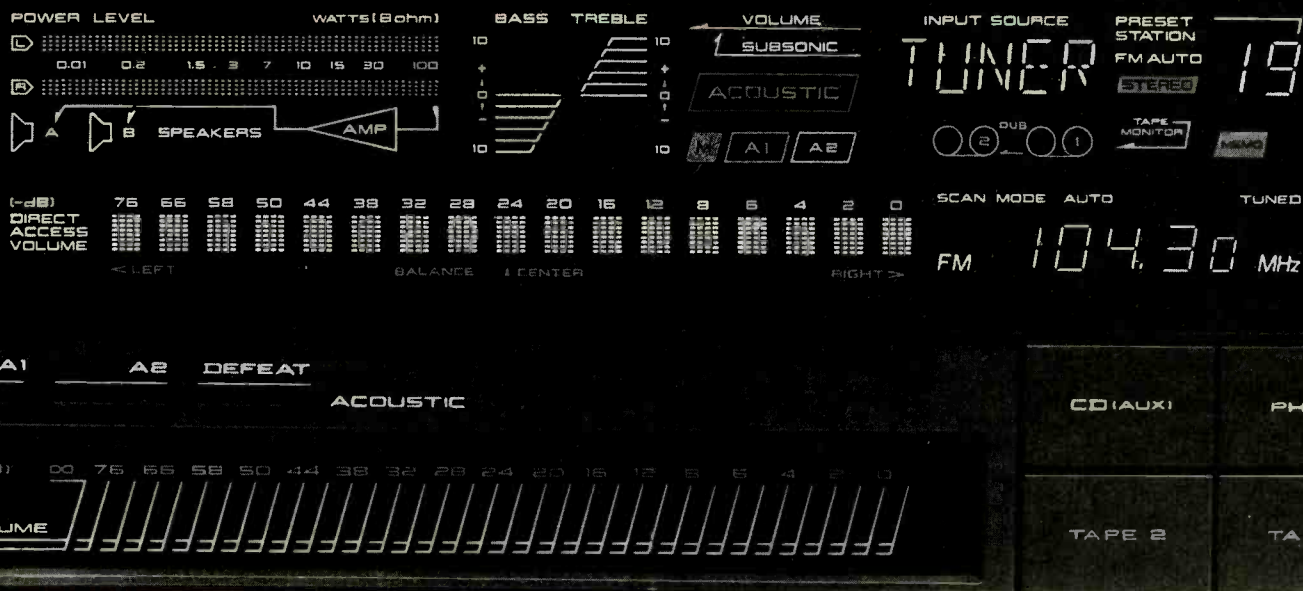 POWER LEVEL WATTS(8ohm)
L
0.01 0.2 1.5 3 7 10 15 30 100
R
A B SPEAKERS AMP
BASS TREBLE
10 10
+ +
0 0
- -
10 10
VOLUME
SUBSONIC
ACOUSTIC
M A1 A2
INPUT SOURCE
TUNER
DUB
2 1
PRESET
STATION
FM AUTO
STEREO
19
TAPE
MONITOR
MEMO
(-dB) 76 66 58 50 44 38 32 28 24 20 16 12 8 6 4 2 0
DIRECT
ACCESS
VOLUME
< LEFT BALANCE CENTER RIGHT >
SCAN MODE AUTO TUNED
FM 104.30 MHz
A1 A2 DEFEAT
ACOUSTIC
∞ 76 66 58 50 44 38 32 28 24 20 16 12 8 6 4 2 0
UME
CD(AUX) PH
TAPE 2 TA